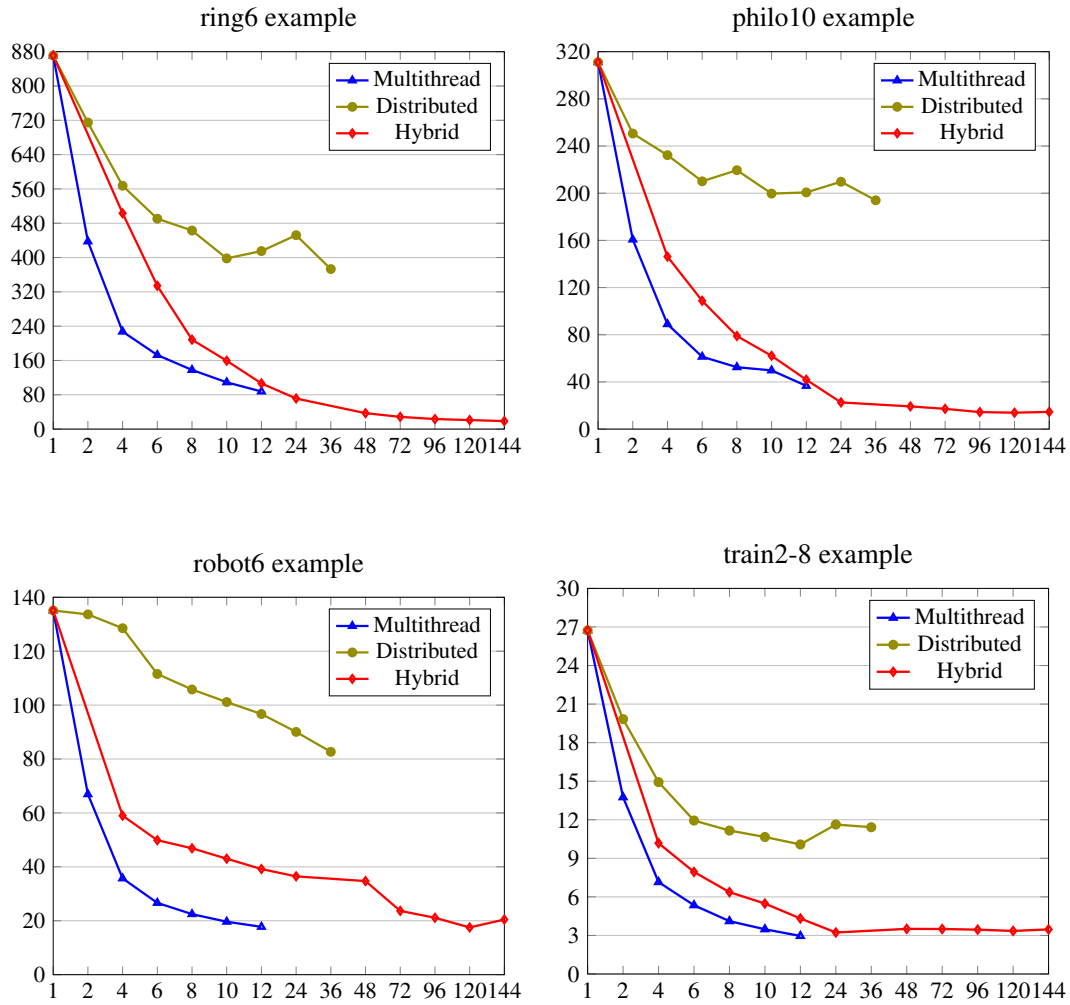 ring6 example
880
800
720
640
560
480
400
320
240
160
80
0
1 2 4 6 8 10 12 24 36 48 72 96 120 144
Multithread
Distributed
Hybrid
philo10 example
320
280
240
200
160
120
80
40
0
1 2 4 6 8 10 12 24 36 48 72 96 120 144
Multithread
Distributed
Hybrid
robot6 example
140
120
100
80
60
40
20
0
1 2 4 6 8 10 12 24 36 48 72 96 120 144
Multithread
Distributed
Hybrid
train2-8 example
30
27
24
21
18
15
12
9
6
3
0
1 2 4 6 8 10 12 24 36 48 72 96 120 144
Multithread
Distributed
Hybrid